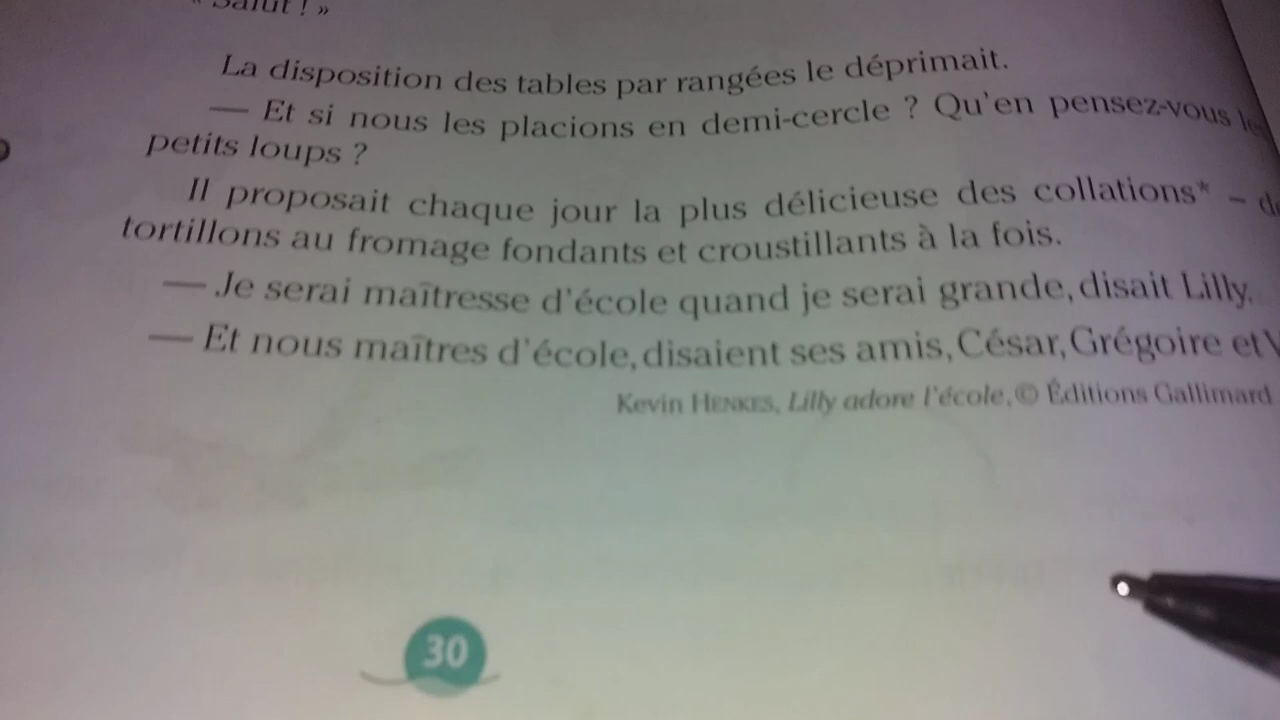 « Salut ! »
La disposition des tables par rangées le déprimait.
— Et si nous les placions en demi-cercle ? Qu'en pensez-vous
petits loups ?
Il proposait chaque jour la plus délicieuse des collations* –
tortillons au fromage fondants et croustillants à la fois.
— Je serai maîtresse d'école quand je serai grande, disait Lilly.
— Et nous maîtres d'école, disaient ses amis, César, Grégoire et
Kevin HENKES, Lilly adore l'école, © Éditions Gallimard
30